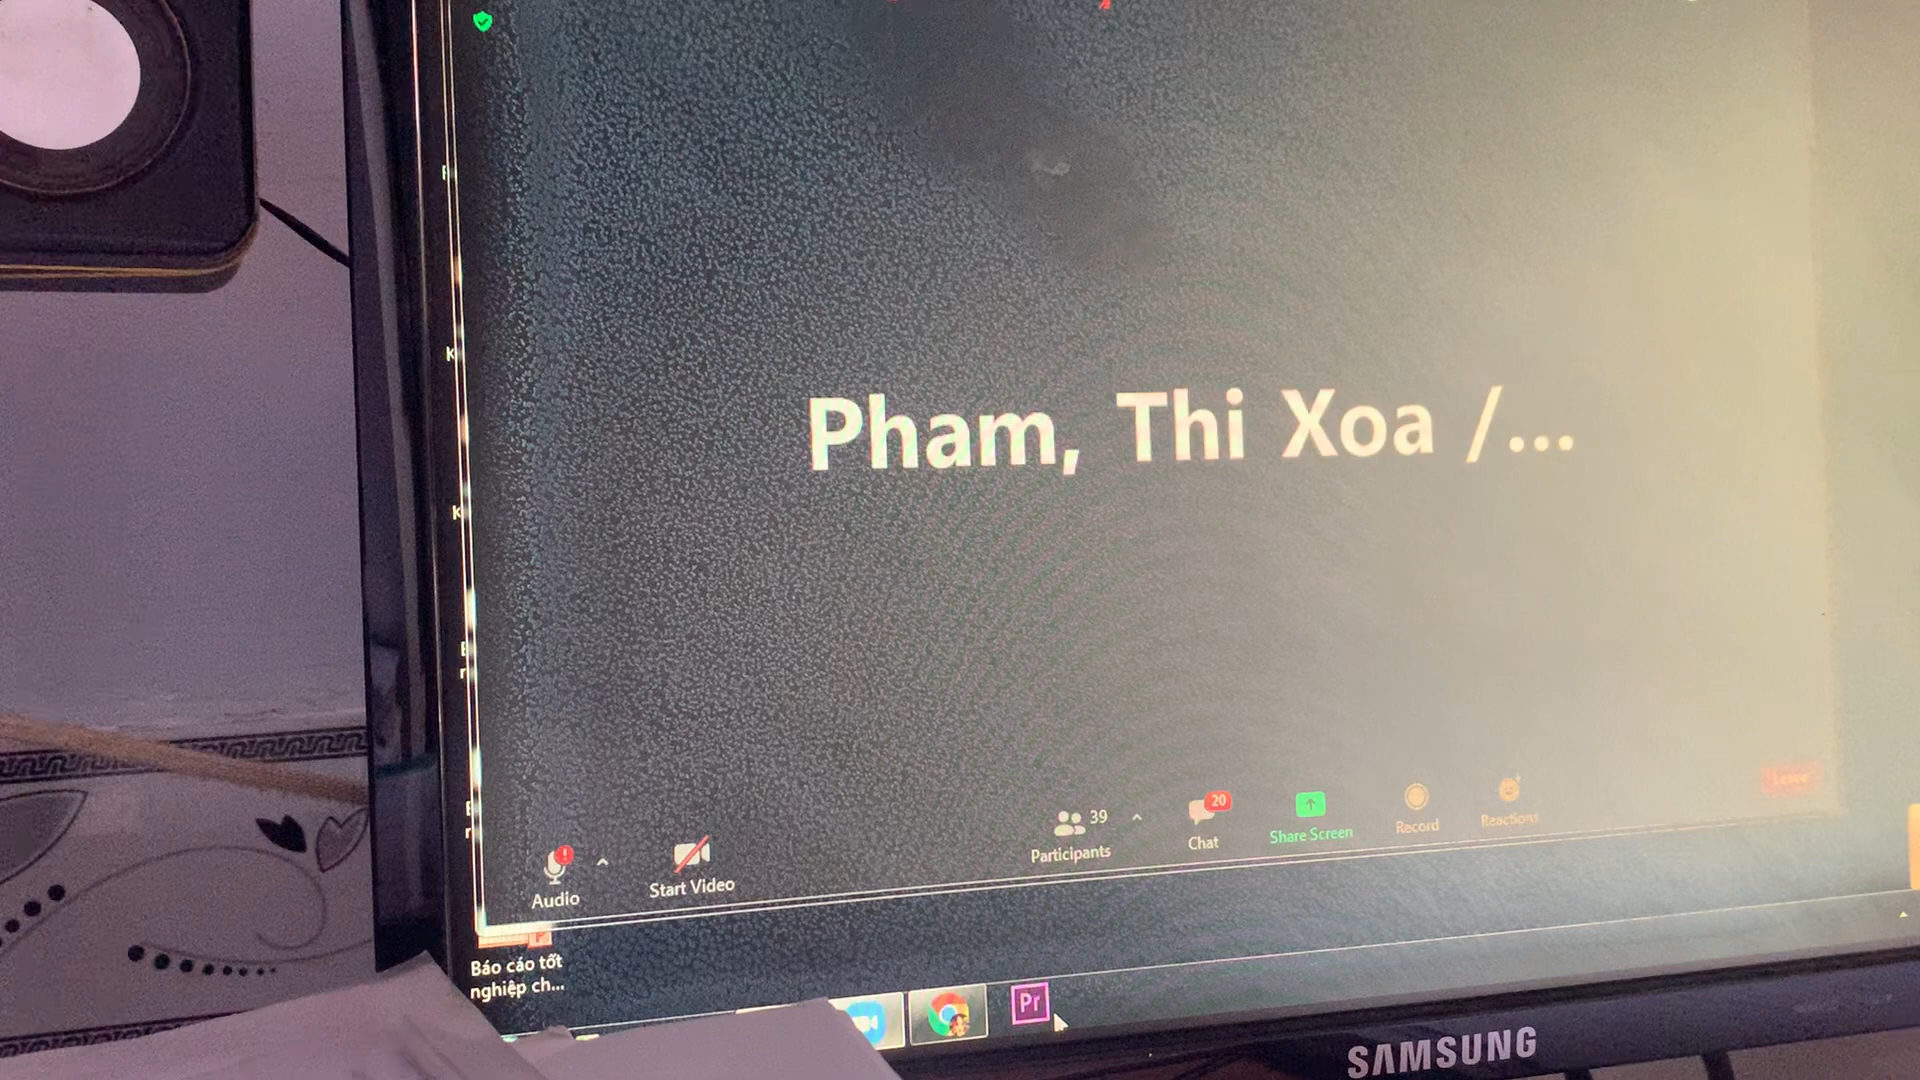 Pham, Thi Xoa /...
Audio
Start Video
39
Participants
20
Chat
Share Screen
Record
Reactions
Leave
Báo cáo tốt
nghiệp ch...
Pr
SAMSUNG